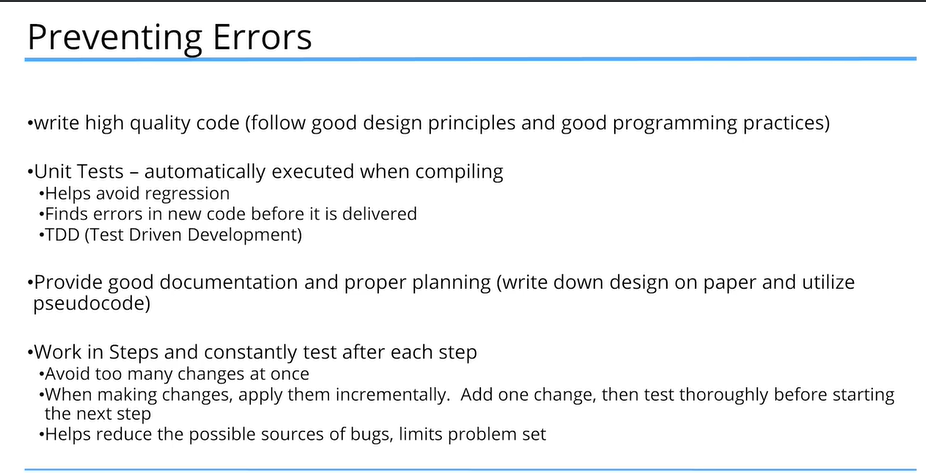 Preventing Errors
•write high quality code (follow good design principles and good programming practices)
•Unit Tests – automatically executed when compiling
•Helps avoid regression
•Finds errors in new code before it is delivered
•TDD (Test Driven Development)
•Provide good documentation and proper planning (write down design on paper and utilize
pseudocode)
•Work in Steps and constantly test after each step
•Avoid too many changes at once
•When making changes, apply them incrementally.  Add one change, then test thoroughly before starting
the next step
•Helps reduce the possible sources of bugs, limits problem set